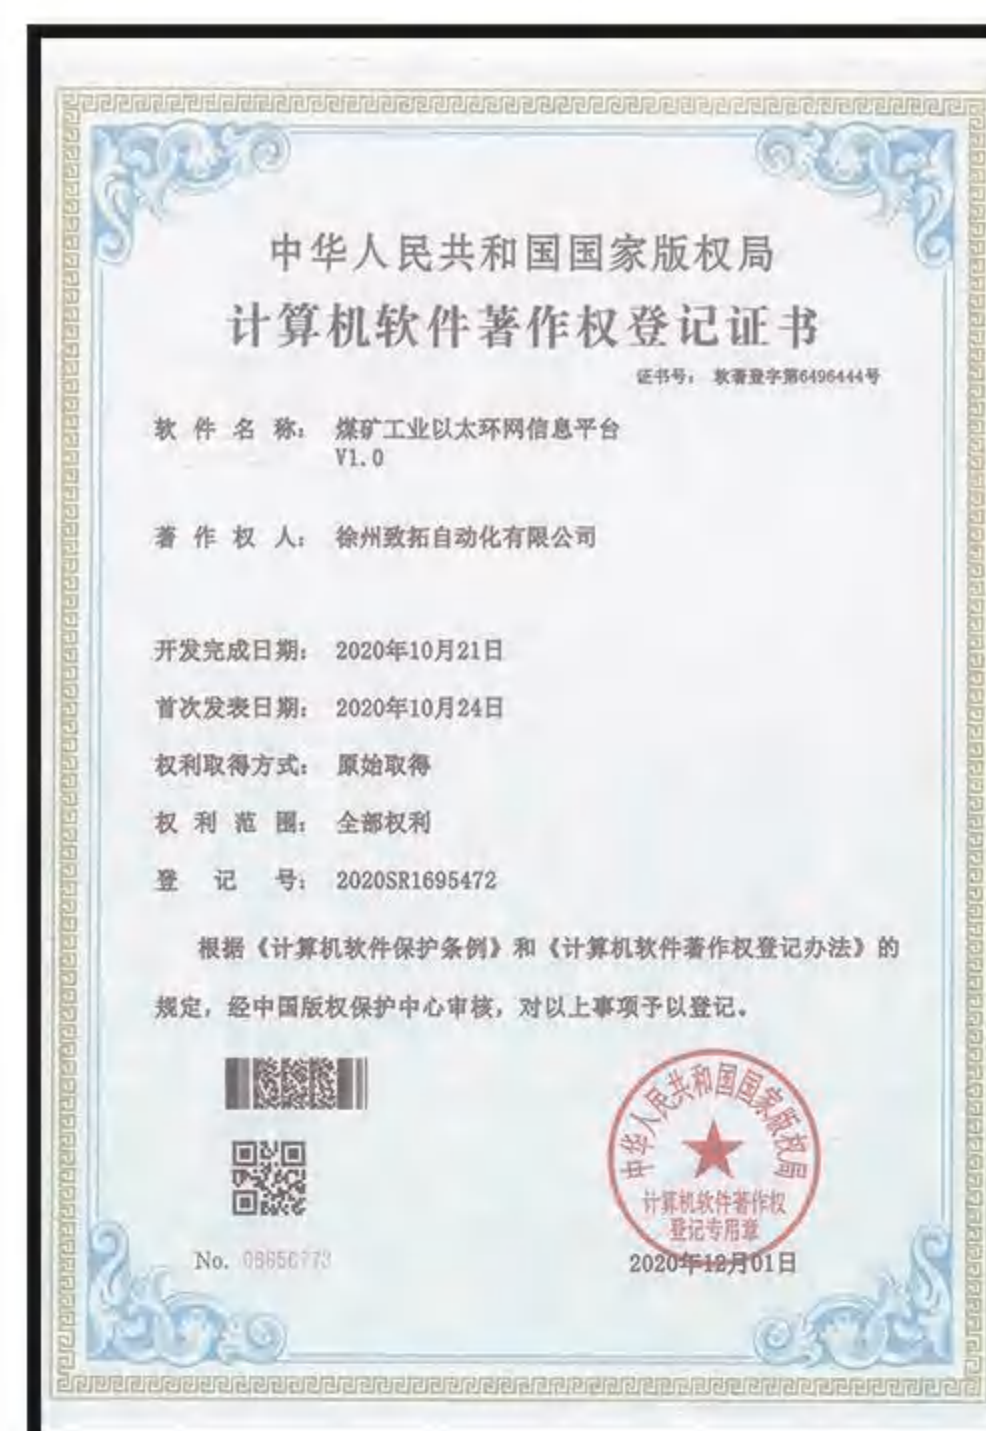 中华人民共和国国家版权局
计算机软件著作权登记证书
证书号： 软著登字第6496444号
软件名称： 煤矿工业以太环网信息平台
V1.0
著作权人： 徐州致拓自动化有限公司
开发完成日期： 2020年10月21日
首次发表日期： 2020年10月24日
权利取得方式： 原始取得
权利范围： 全部权利
登记号： 2020SR1695472
根据《计算机软件保护条例》和《计算机软件著作权登记办法》的
规定，经中国版权保护中心审核，对以上事项予以登记。
中华人民共和国国家版权局
计算机软件著作权
登记专用章
No.
2020年12月01日